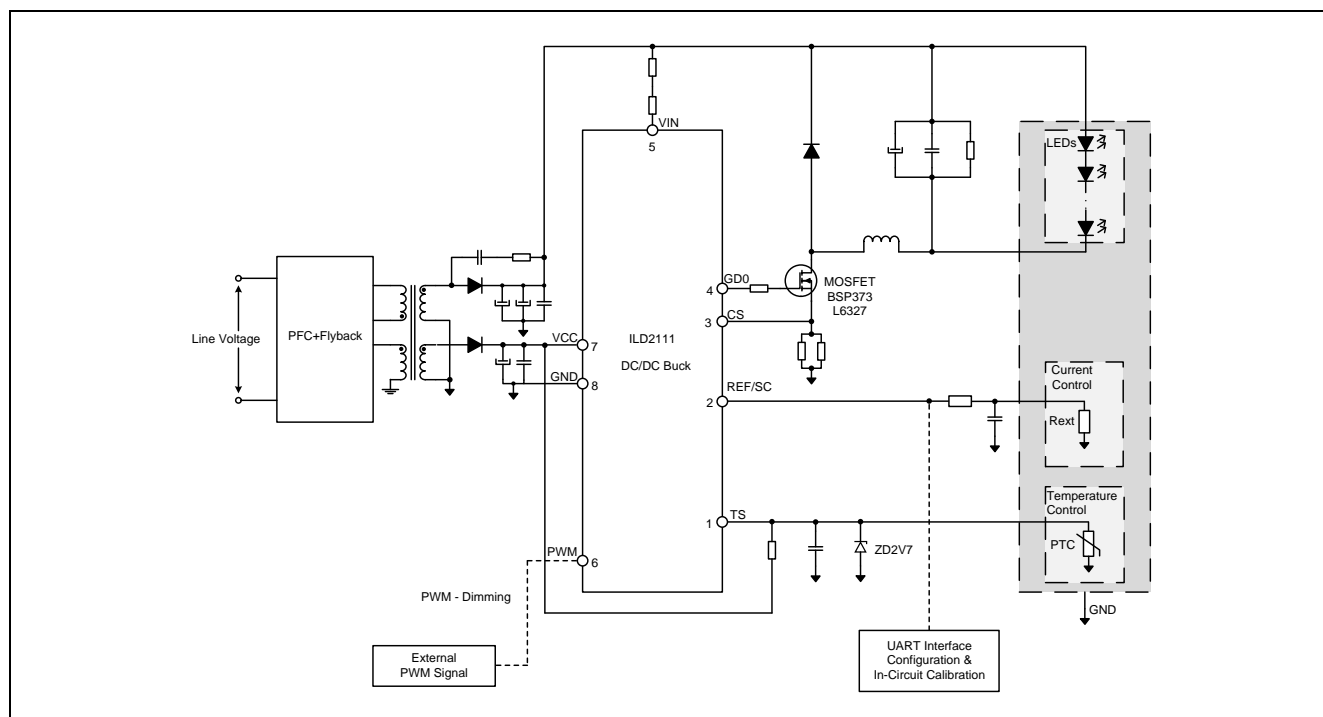 VIN
5
LEDs
GD0
4
MOSFET
BSP373
L6327
CS
3
ILD2111
DC/DC Buck
Line Voltage
PFC+Flyback
VCC
7
GND
8
REF/SC
2
Current
Control
Rext
Temperature
Control
TS
1
PTC
ZD2V7
PWM
6
PWM - Dimming
GND
External
PWM Signal
UART Interface
Configuration &
In-Circuit Calibration